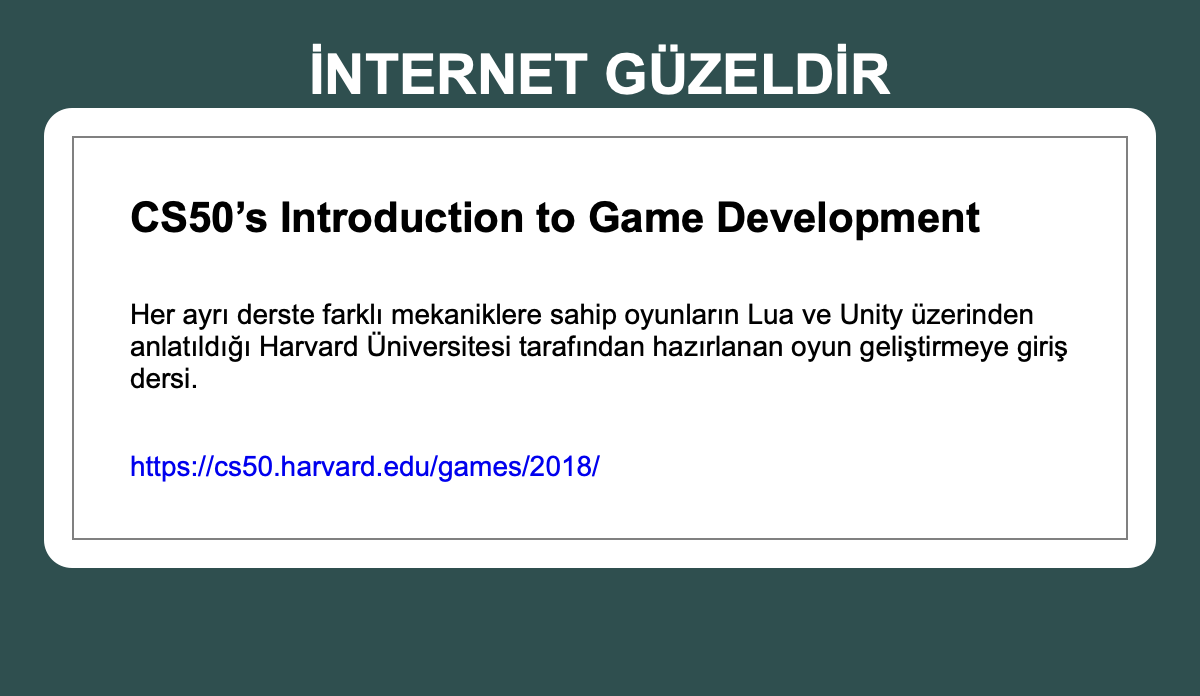 İNTERNET GÜZELDİR
CS50’s Introduction to Game Development
Her ayrı derste farklı mekaniklere sahip oyunların Lua ve Unity üzerinden
anlatıldığı Harvard Üniversitesi tarafından hazırlanan oyun geliştirmeye giriş
dersi.
https://cs50.harvard.edu/games/2018/